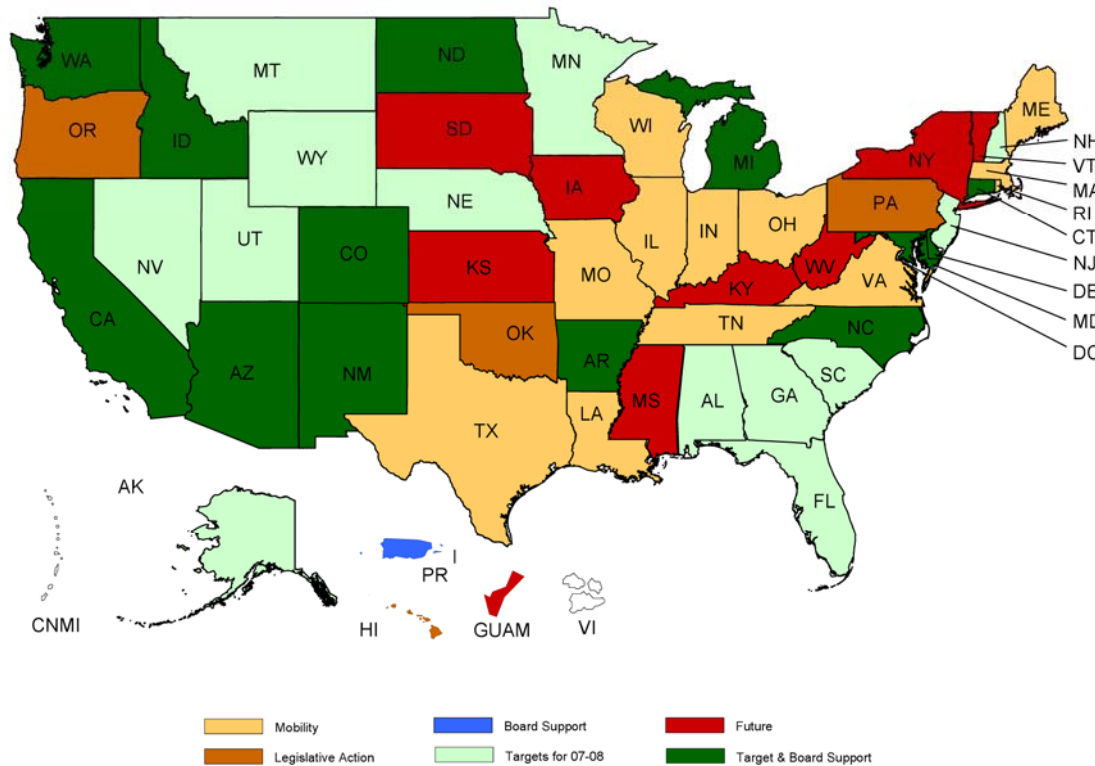 WA
MT
ND
MN
ME
OR
ID
WY
SD
WI
MI
NY
NH
VT
MA
RI
CT
NJ
DE
MD
DC
NV
UT
CO
NE
IA
IL
IN
OH
PA
WV
VA
CA
AZ
NM
KS
MO
KY
TN
NC
OK
AR
TX
LA
MS
AL
GA
SC
FL
AK
CNMI
PR
I
HI
GUAM
VI
Mobility
Board Support
Future
Legislative Action
Targets for 07-08
Target & Board Support